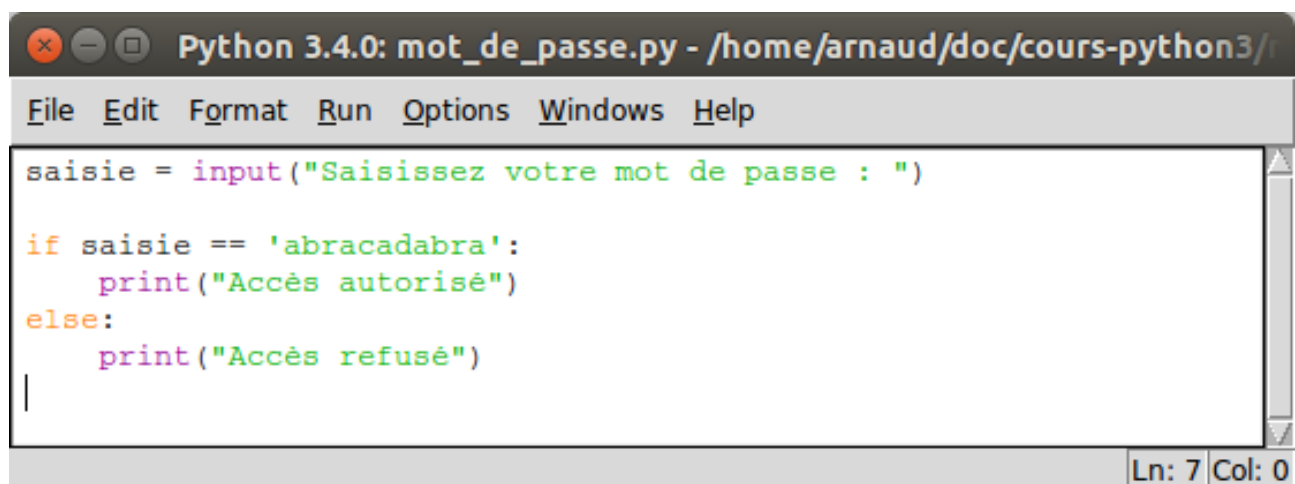 Python 3.4.0: mot_de_passe.py - /home/arnaud/doc/cours-python3/
File Edit Format Run Options Windows Help
saisie = input("Saisissez votre mot de passe : ")
if saisie == 'abracadabra':
    print("Accès autorisé")
else:
    print("Accès refusé")
Ln: 7 Col: 0